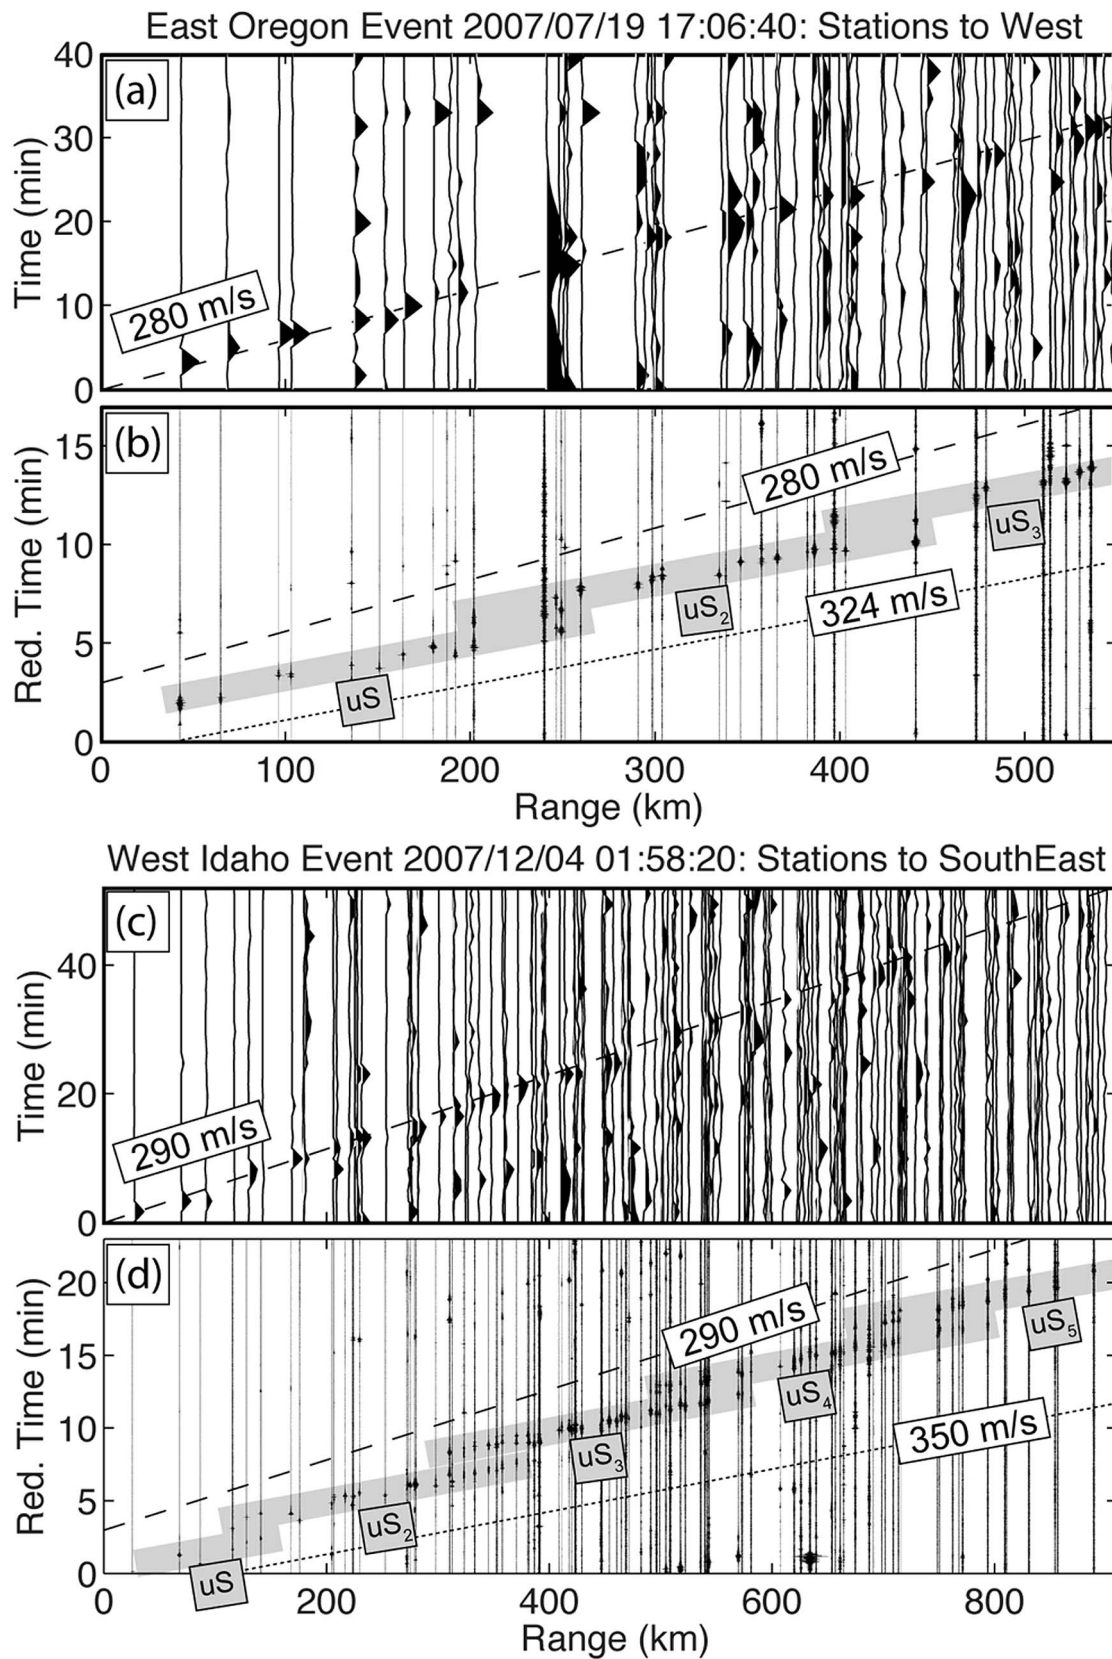 East Oregon Event 2007/07/19 17:06:40: Stations to West
(a)
Time (min)
40
30
20
10
0
280 m/s
(b)
Red. Time (min)
15
10
5
0
280 m/s
324 m/s
uS
uS2
uS3
0 100 200 300 400 500
Range (km)
West Idaho Event 2007/12/04 01:58:20: Stations to SouthEast
(c)
Time (min)
40
20
0
290 m/s
(d)
Red. Time (min)
20
15
10
5
0
290 m/s
350 m/s
uS
uS2
uS3
uS4
uS5
0 200 400 600 800
Range (km)